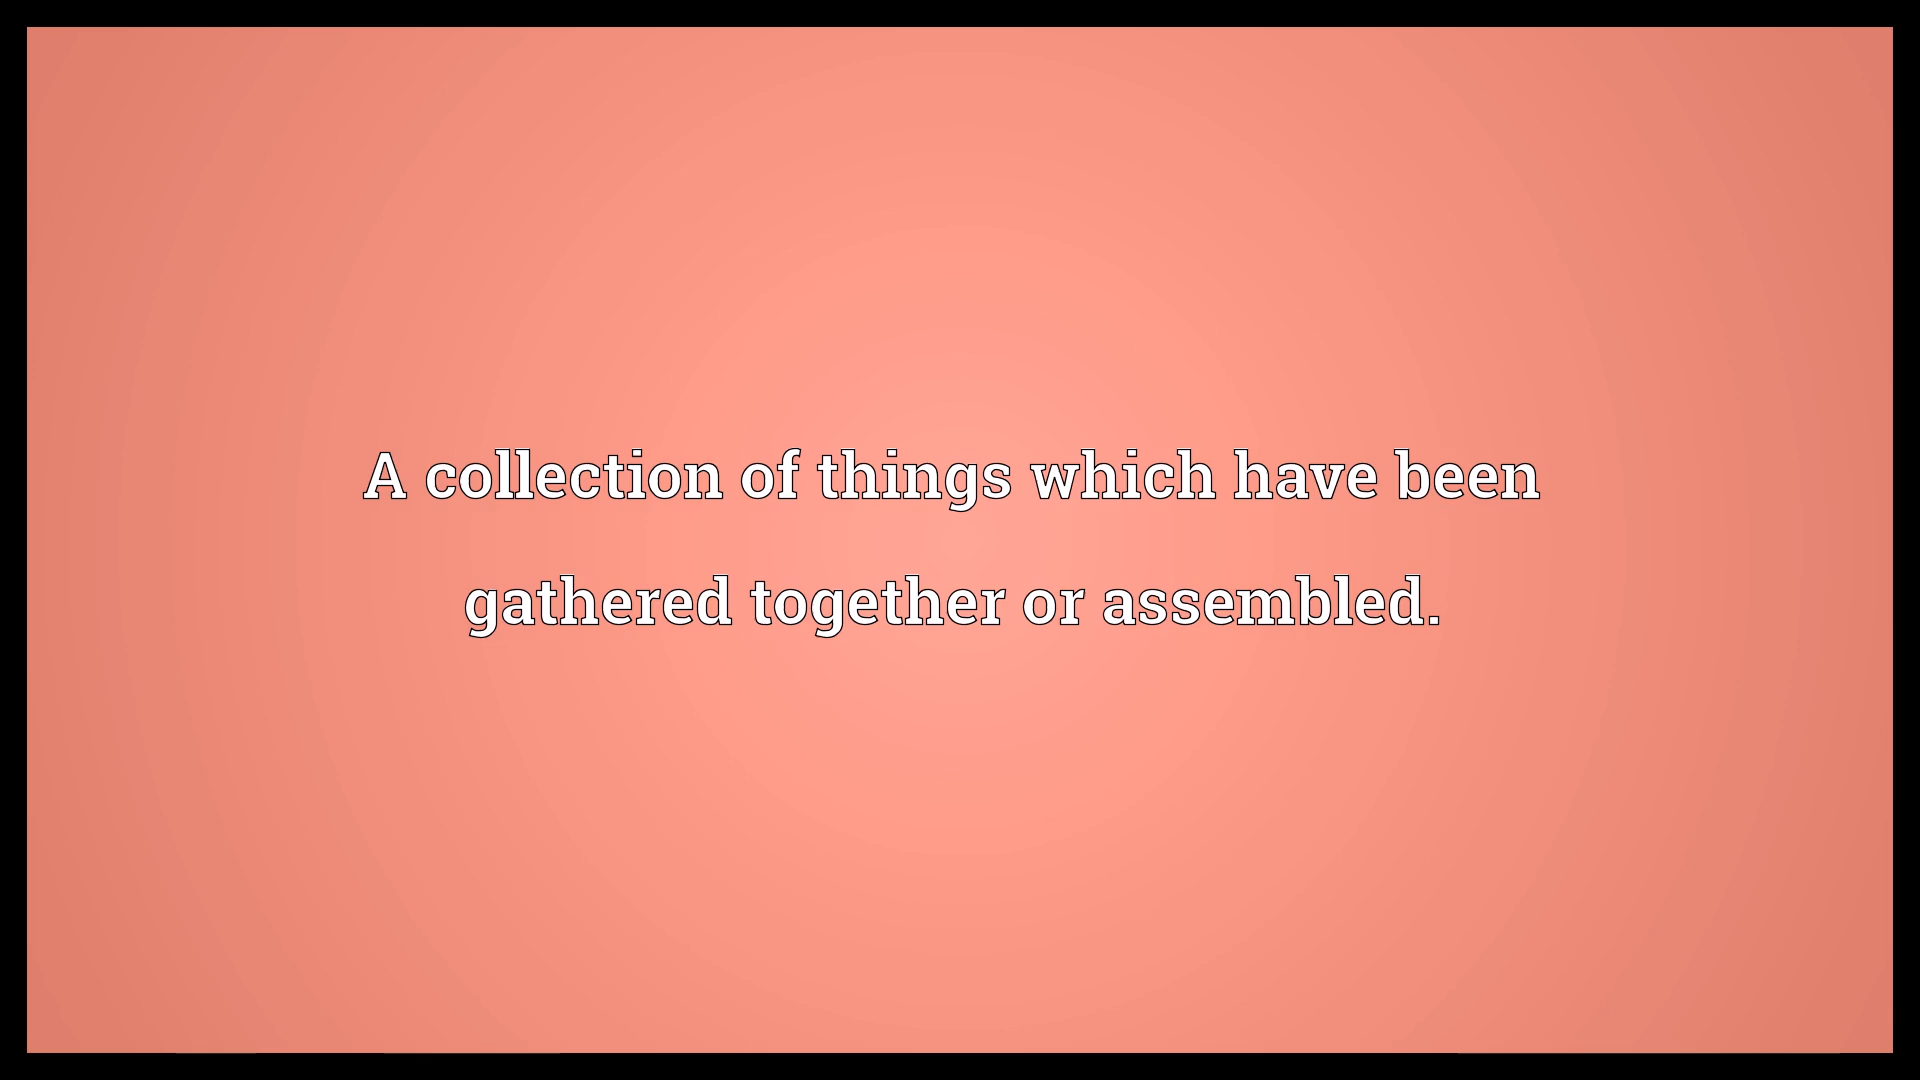 A collection of things which have been
gathered together or assembled.